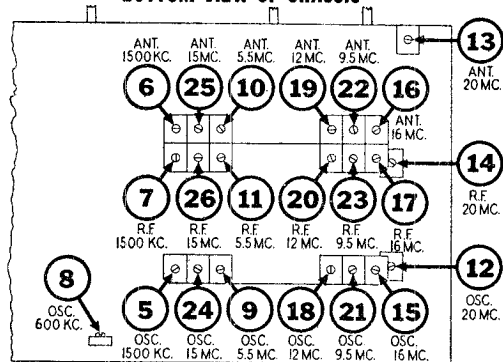 BOTTOM VIEW OF CHASSIS
ANT. 1500 KC.
ANT. 15 MC.
ANT. 5.5 MC.
ANT. 12 MC.
ANT. 9.5 MC.
13
ANT. 20 MC.
6 25 10 19 22 16
ANT. 16 MC.
14
R.F. 20 MC.
7 26 11 20 23 17
R.F. 1500 KC.
R.F. 15 MC.
R.F. 5.5 MC.
R.F. 12 MC.
R.F. 9.5 MC.
R.F. 16 MC.
8
OSC. 600 KC.
12
OSC. 20 MC.
5 24 9 18 21 15
OSC. 1500 KC.
OSC. 15 MC.
OSC. 5.5 MC.
OSC. 12 MC.
OSC. 9.5 MC.
OSC. 16 MC.